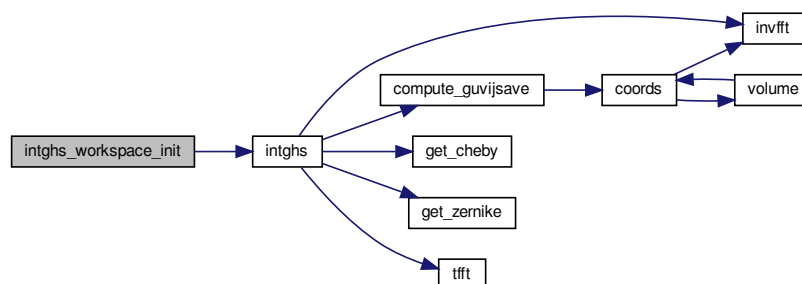 invfft
compute_guvijsave
coords
volume
intghs_workspace_init
intghs
get_cheby
get_zernike
tfft